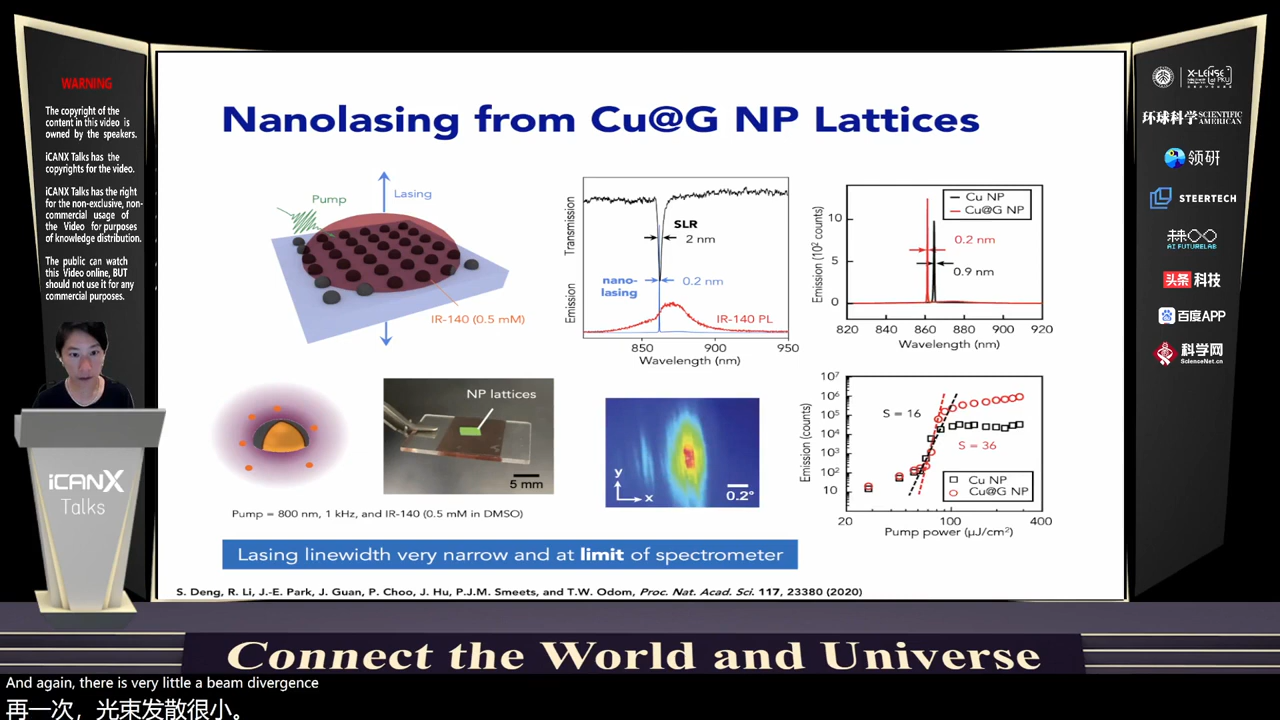 WARNING
The copyright of the
content in this video is
owned by the speakers.
iCANX Talks has the
copyrights for the video.
iCANX Talks has the right
for the non-exclusive, non-
commercial usage of
the Video for purposes
of knowledge distribution.
The public can watch
this Video online, BUT
should not use it for any
commercial purposes.
iCANX
Talks
Nanolasing from Cu@G NP Lattices
Pump
Lasing
IR-140 (0.5 mM)
Transmission
Emission
SLR
2 nm
nano-
lasing
0.2 nm
IR-140 PL
850
900
950
Wavelength (nm)
Emission (10² counts)
10
5
0
Cu NP
Cu@G NP
0.2 nm
0.9 nm
820 840 860 880 900 920
Wavelength (nm)
NP lattices
5 mm
Pump = 800 nm, 1 kHz, and IR-140 (0.5 mM in DMSO)
y
x
0.2°
Emission (counts)
10⁷
10⁶
10⁵
10⁴
10³
10²
10
S = 16
S = 36
Cu NP
Cu@G NP
20 100 400
Pump power (μJ/cm²)
Lasing linewidth very narrow and at limit of spectrometer
S. Deng, R. Li, J.-E. Park, J. Guan, P. Choo, J. Hu, P.J.M. Smeets, and T.W. Odom, Proc. Nat. Acad. Sci. 117, 23380 (2020)
X-LENSE
环球科学 SCIENTIFIC AMERICAN
领研
STEERTECH
AI FUTURELAB
头条 科技
百度APP
科学网
ScienceNet.cn
Connect the World and Universe
And again, there is very little a beam divergence
再一次，光束发散很小。